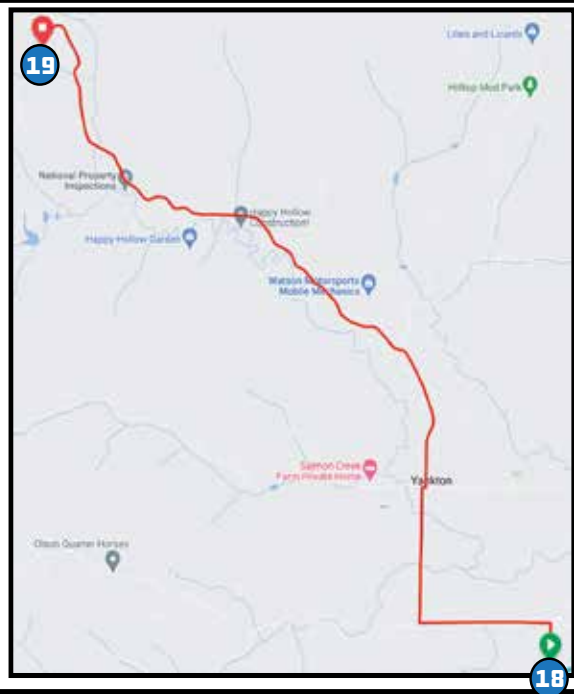 19
Lilies and Lizards
Hilltop Mod Park
National Property
Inspections
Happy Hollow
Construction
Happy Hollow Garden
Watson Motorsports
Mobile Mechanics
Salmon Creek
Farm Private Home
Yankton
Olson Quarter Horses
18